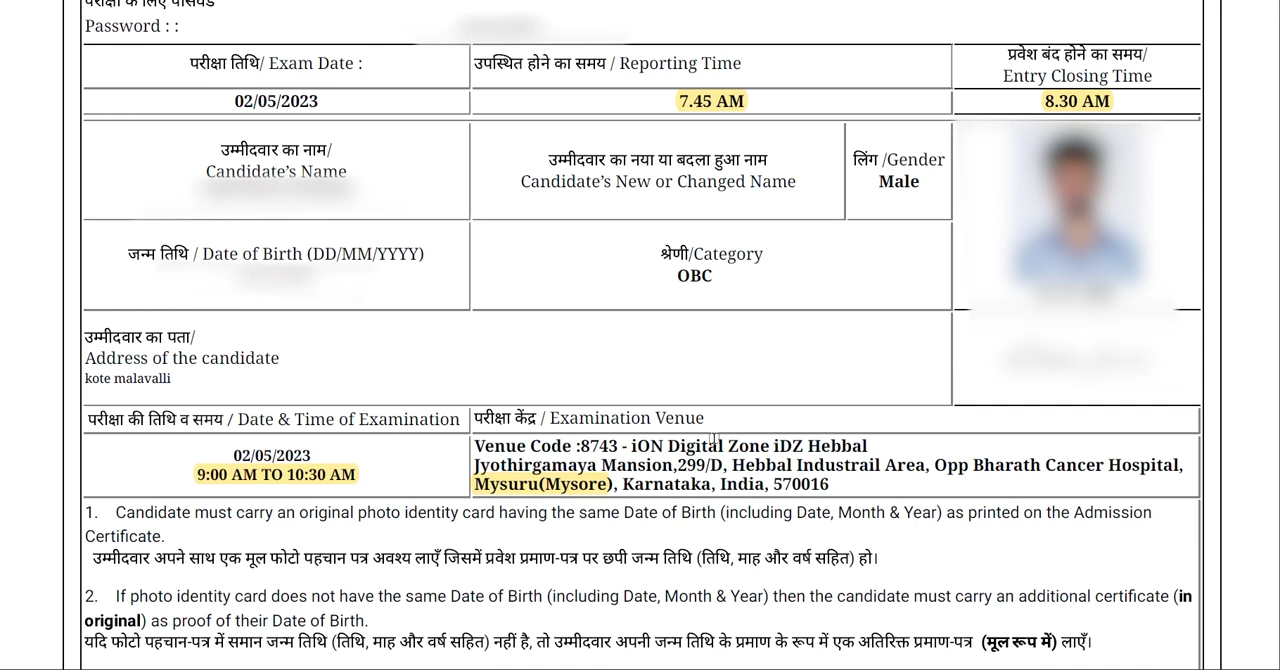 परीक्षा के लिए पासवर्ड
Password : :
परीक्षा तिथि/ Exam Date :
उपस्थित होने का समय / Reporting Time
प्रवेश बंद होने का समय/
Entry Closing Time
02/05/2023
7.45 AM
8.30 AM
उम्मीदवार का नाम/
Candidate’s Name
उम्मीदवार का नया या बदला हुआ नाम
Candidate’s New or Changed Name
लिंग /Gender
Male
जन्म तिथि / Date of Birth (DD/MM/YYYY)
श्रेणी/Category
OBC
उम्मीदवार का पता/
Address of the candidate
kote malavalli
परीक्षा की तिथि व समय / Date & Time of Examination
परीक्षा केंद्र / Examination Venue
02/05/2023
9:00 AM TO 10:30 AM
Venue Code :8743 - iON Digital Zone iDZ Hebbal
Jyothirgamaya Mansion,299/D, Hebbal Industrail Area, Opp Bharath Cancer Hospital,
Mysuru(Mysore), Karnataka, India, 570016
1. Candidate must carry an original photo identity card having the same Date of Birth (including Date, Month & Year) as printed on the Admission
Certificate.
उम्मीदवार अपने साथ एक मूल फोटो पहचान पत्र अवश्य लाएँ जिसमें प्रवेश प्रमाण-पत्र पर छपी जन्म तिथि (तिथि, माह और वर्ष सहित) हो।
2. If photo identity card does not have the same Date of Birth (including Date, Month & Year) then the candidate must carry an additional certificate (in
original) as proof of their Date of Birth.
यदि फोटो पहचान-पत्र में समान जन्म तिथि (तिथि, माह और वर्ष सहित) नहीं है, तो उम्मीदवार अपनी जन्म तिथि के प्रमाण के रूप में एक अतिरिक्त प्रमाण-पत्र (मूल रूप में) लाएँ।